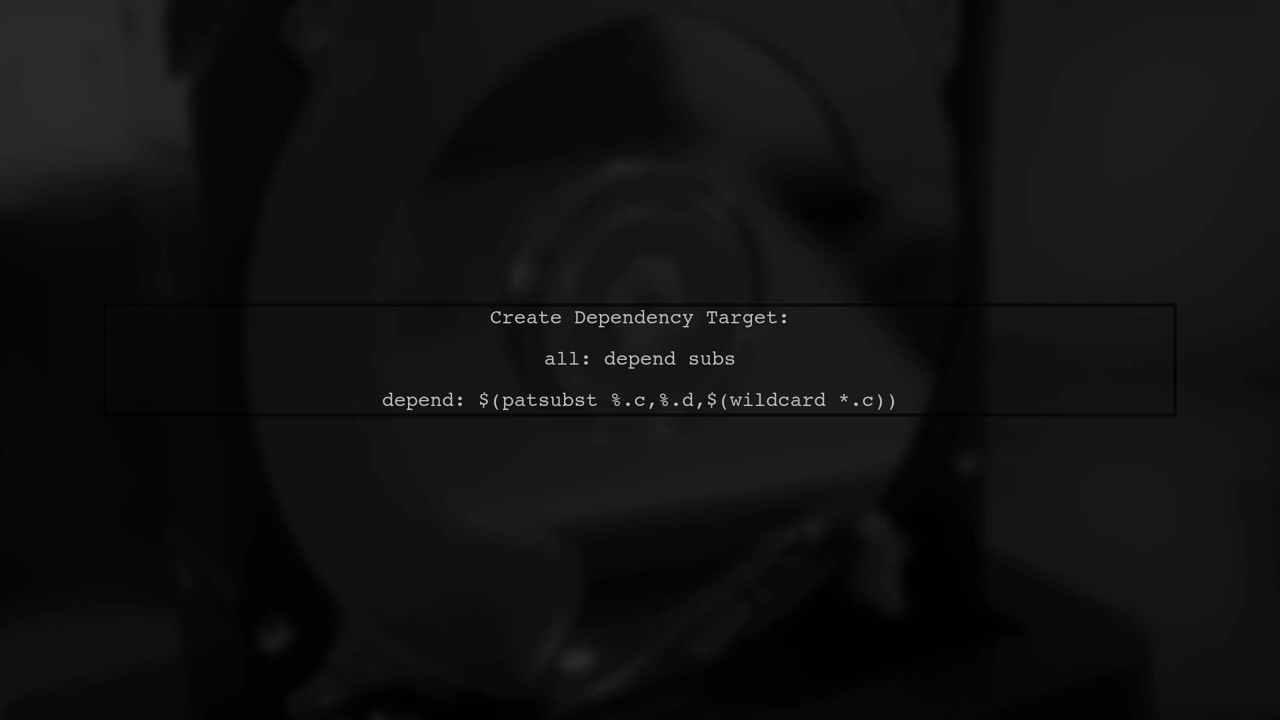 Create Dependency Target:
all: depend subs
depend: $(patsubst %.c,%.d,$(wildcard *.c))